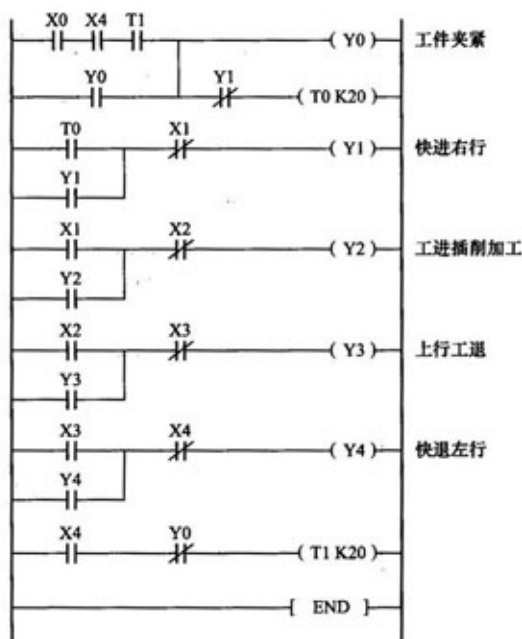 X0 X4 T1
( Y0 ) 工件夹紧
Y0 Y1
( T0 K20 )
T0 X1
( Y1 ) 快进右行
Y1
X1 X2
( Y2 ) 工进插削加工
Y2
X2 X3
( Y3 ) 上行工退
Y3
X3 X4
( Y4 ) 快退左行
Y4
X4 Y0
( T1 K20 )
[ END ]